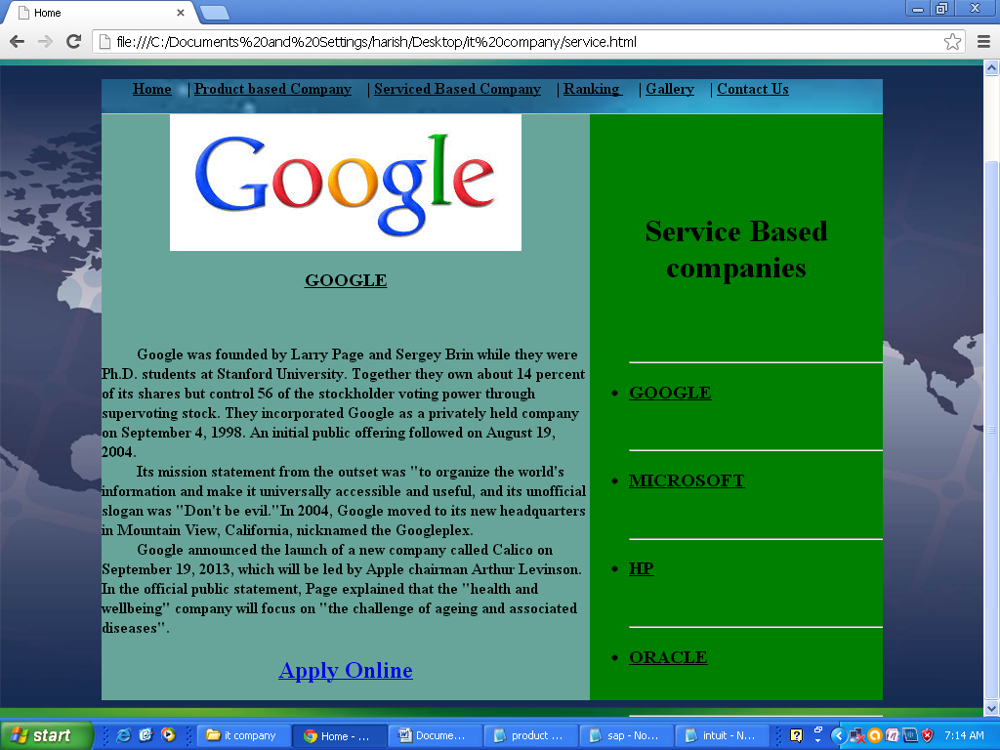 Home
file:///C:/Documents%20and%20Settings/harish/Desktop/it%20company/service.html
Home | Product based Company | Serviced Based Company | Ranking | Gallery | Contact Us
Google
GOOGLE
Google was founded by Larry Page and Sergey Brin while they were
Ph.D. students at Stanford University. Together they own about 14 percent
of its shares but control 56 of the stockholder voting power through
supervoting stock. They incorporated Google as a privately held company
on September 4, 1998. An initial public offering followed on August 19,
2004.
Its mission statement from the outset was "to organize the world's
information and make it universally accessible and useful, and its unofficial
slogan was "Don't be evil."In 2004, Google moved to its new headquarters
in Mountain View, California, nicknamed the Googleplex.
Google announced the launch of a new company called Calico on
September 19, 2013, which will be led by Apple chairman Arthur Levinson.
In the official public statement, Page explained that the "health and
wellbeing" company will focus on "the challenge of ageing and associated
diseases".
Apply Online
Service Based
companies
GOOGLE
MICROSOFT
HP
ORACLE
start
it company
Home - ...
Docume...
product ...
sap - No...
intuit - N...
7:14 AM